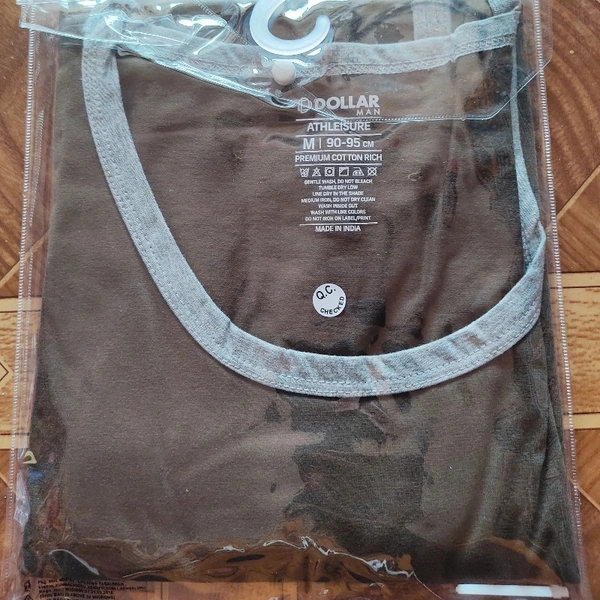 DOLLAR
MAN
ATHLEISURE
M | 90-95 CM
PREMIUM COTTON RICH
GENTLE WASH, DO NOT BLEACH
TUMBLE DRY LOW
LINE DRY IN THE SHADE
MEDIUM IRON, DO NOT DRY CLEAN
WASH INSIDE OUT
WASH WITH LIKE COLORS
DO NOT IRON ON LABEL/PRINT
MADE IN INDIA
Q.C.
CHECKED